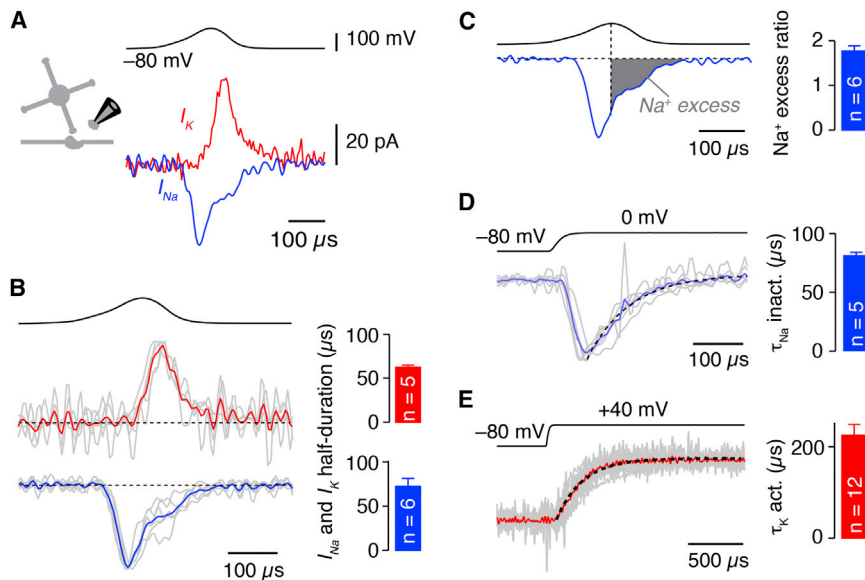 A
100 mV
−80 mV
I_K
20 pA
I_Na
100 µs
B
I_Na and I_K half-duration (µs)
100
50
0
n = 5
100
50
0
n = 6
100 µs
C
Na⁺ excess
100 µs
Na⁺ excess ratio
2
1
0
n = 6
D
0 mV
−80 mV
100 µs
τ_Na inact. (µs)
100
50
0
n = 5
E
+40 mV
−80 mV
500 µs
τ_K act. (µs)
200
0
n = 12